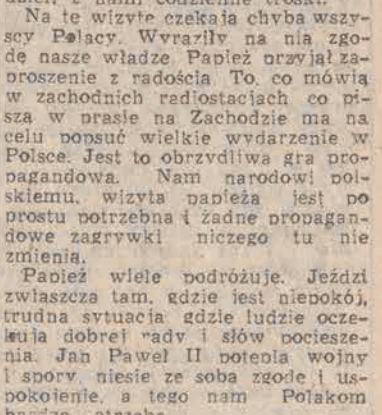 dzieł, z nami codzienne troski.
Na tę wizytę czekają chyba wszy-
scy Polacy. Wyraziły na nią zgo-
dę nasze władze. Papież przyjął za-
proszenie z radością. To, co mówią
w zachodnich radiostacjach co pi-
szą w prasie na Zachodzie ma na
celu popsuć wielkie wydarzenie w
Polsce. Jest to obrzydliwa gra pro-
pagandowa. Nam narodowi pol-
skiemu, wizyta papieża jest po
prostu potrzebna i żadne propagan-
dowe zagrywki niczego tu nie
zmienią.
Papież wiele podróżuje. Jeździ
zwłaszcza tam, gdzie jest niepokój,
trudna sytuacja gdzie ludzie ocze-
kują dobrej rady i słów pociesze-
nia. Jan Paweł II potępia wojny
i spory, niesie ze sobą zgodę i us-
pokojenie, a tego nam Polakom